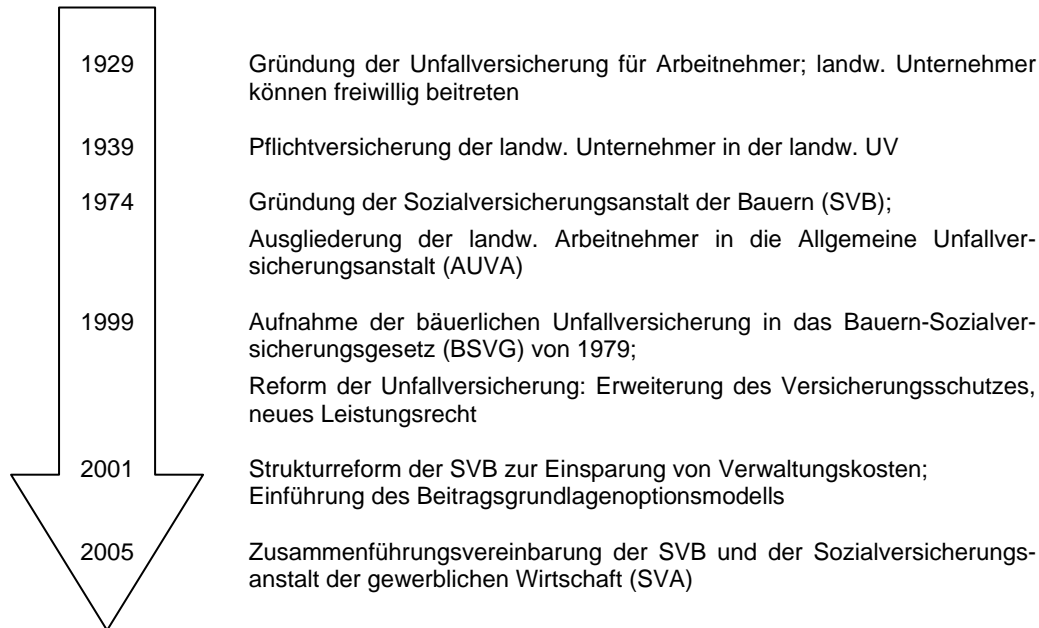 1929 Gründung der Unfallversicherung für Arbeitnehmer; landw. Unternehmer
können freiwillig beitreten
1939 Pflichtversicherung der landw. Unternehmer in der landw. UV
1974 Gründung der Sozialversicherungsanstalt der Bauern (SVB);
Ausgliederung der landw. Arbeitnehmer in die Allgemeine Unfallver-
sicherungsanstalt (AUVA)
1999 Aufnahme der bäuerlichen Unfallversicherung in das Bauern-Sozialver-
sicherungsgesetz (BSVG) von 1979;
Reform der Unfallversicherung: Erweiterung des Versicherungsschutzes,
neues Leistungsrecht
2001 Strukturreform der SVB zur Einsparung von Verwaltungskosten;
Einführung des Beitragsgrundlagenoptionsmodells
2005 Zusammenführungsvereinbarung der SVB und der Sozialversicherungs-
anstalt der gewerblichen Wirtschaft (SVA)